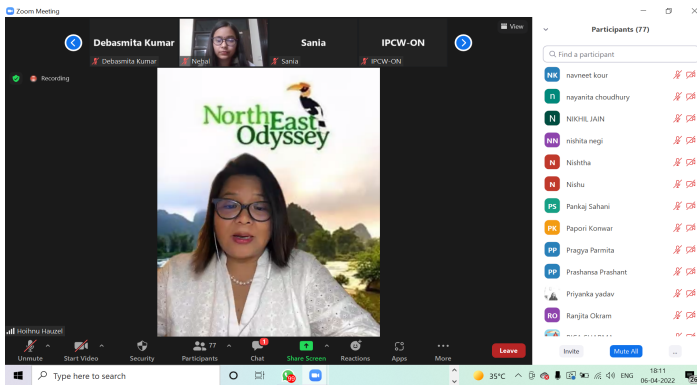 Zoom Meeting
View
Debasmita Kumar
Debasmita Kumar
Nehal
Sania
Sania
IPCW-ON
IPCW-ON
Recording
North
East
Odyssey
Hoihnu Hauzel
Participants (77)
Find a participant
NK navneet kour
n nayanita choudhury
N NIKHIL JAIN
NN nishita negi
N Nishtha
N Nishu
PS Pankaj Sahani
PK Papori Konwar
PP Pragya Parmita
PP Prashansa Prashant
Priyanka yadav
RO Ranjita Okram
Invite
Mute All
...
Unmute
Start Video
Security
77
Participants
1
Chat
Share Screen
Reactions
Apps
More
Leave
Type here to search
99
35°C
ENG
18:11
06-04-2022